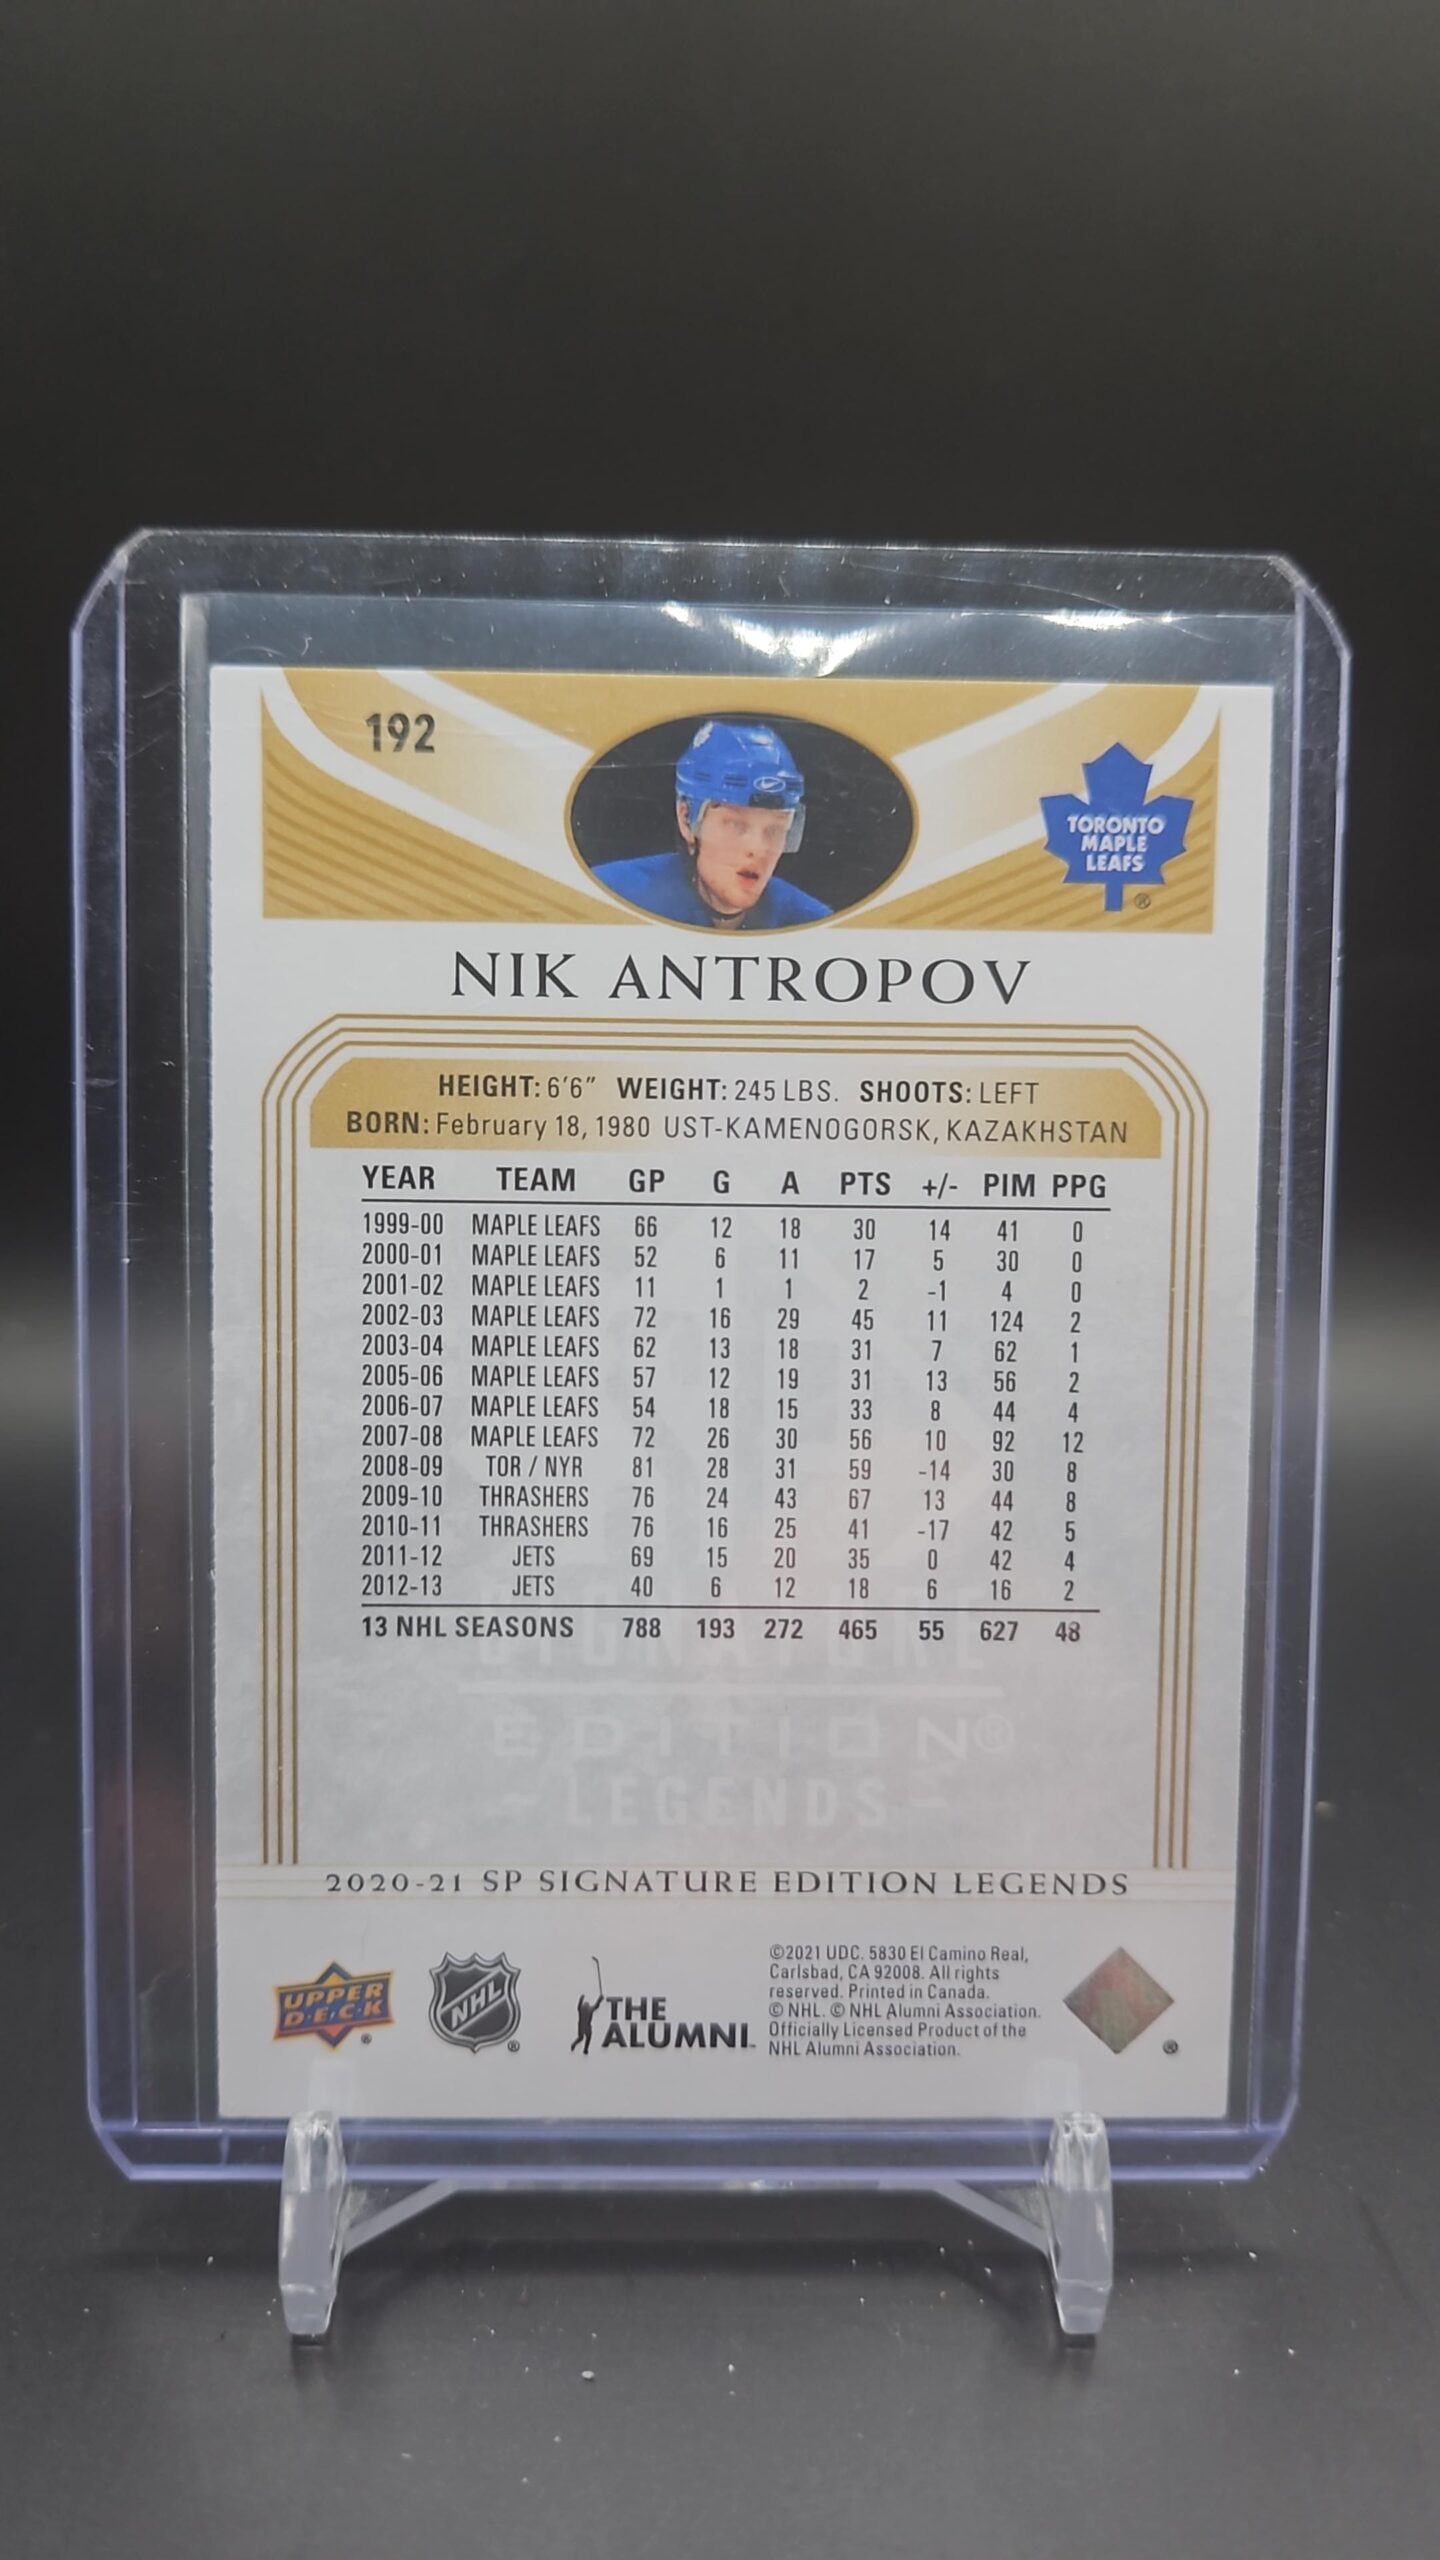 192
TORONTO
MAPLE
LEAFS
®
NIK ANTROPOV
HEIGHT: 6'6" WEIGHT: 245 LBS. SHOOTS: LEFT
BORN: February 18, 1980 UST-KAMENOGORSK, KAZAKHSTAN
YEAR TEAM GP G A PTS +/- PIM PPG
1999-00 MAPLE LEAFS 66 12 18 30 14 41 0
2000-01 MAPLE LEAFS 52 6 11 17 5 30 0
2001-02 MAPLE LEAFS 11 1 1 2 -1 4 0
2002-03 MAPLE LEAFS 72 16 29 45 11 124 2
2003-04 MAPLE LEAFS 62 13 18 31 7 62 1
2005-06 MAPLE LEAFS 57 12 19 31 13 56 2
2006-07 MAPLE LEAFS 54 18 15 33 8 44 4
2007-08 MAPLE LEAFS 72 26 30 56 10 92 12
2008-09 TOR / NYR 81 28 31 59 -14 30 8
2009-10 THRASHERS 76 24 43 67 13 44 8
2010-11 THRASHERS 76 16 25 41 -17 42 5
2011-12 JETS 69 15 20 35 0 42 4
2012-13 JETS 40 6 12 18 6 16 2
13 NHL SEASONS 788 193 272 465 55 627 48
SIGNATURE
EDITION®
~LEGENDS~
2020-21 SP SIGNATURE EDITION LEGENDS
UPPER
D·E·C·K
®
NHL
®
THE
ALUMNI™
©2021 UDC. 5830 El Camino Real,
Carlsbad, CA 92008. All rights
reserved. Printed in Canada.
© NHL. © NHL Alumni Association.
Officially Licensed Product of the
NHL Alumni Association.
®